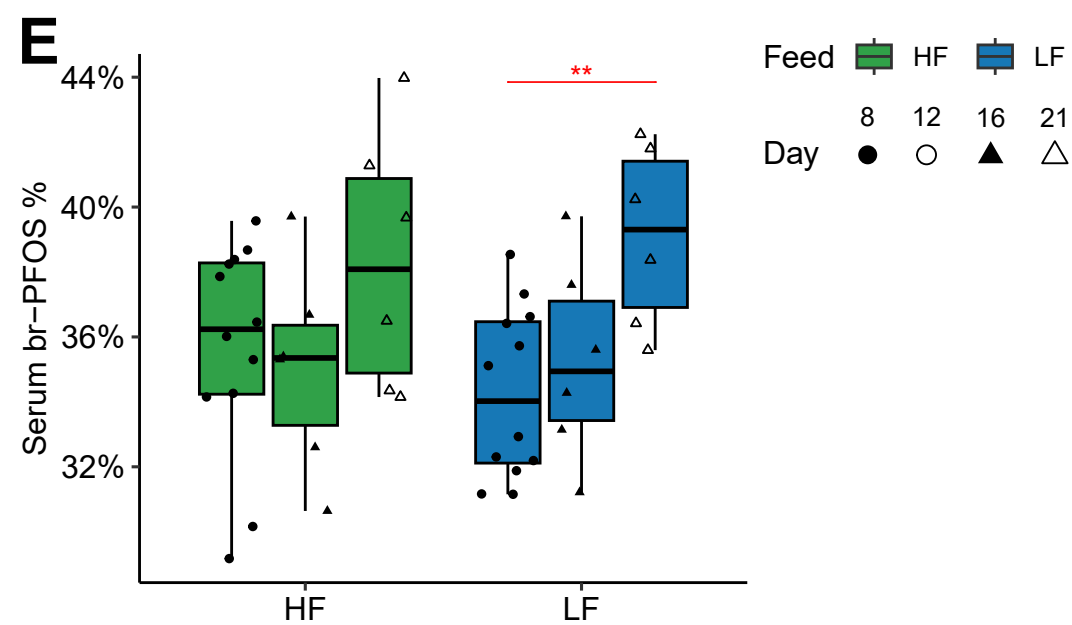 E
44%
40%
36%
32%
Serum br−PFOS %
**
HF
LF
Feed HF LF
8 12 16 21
Day